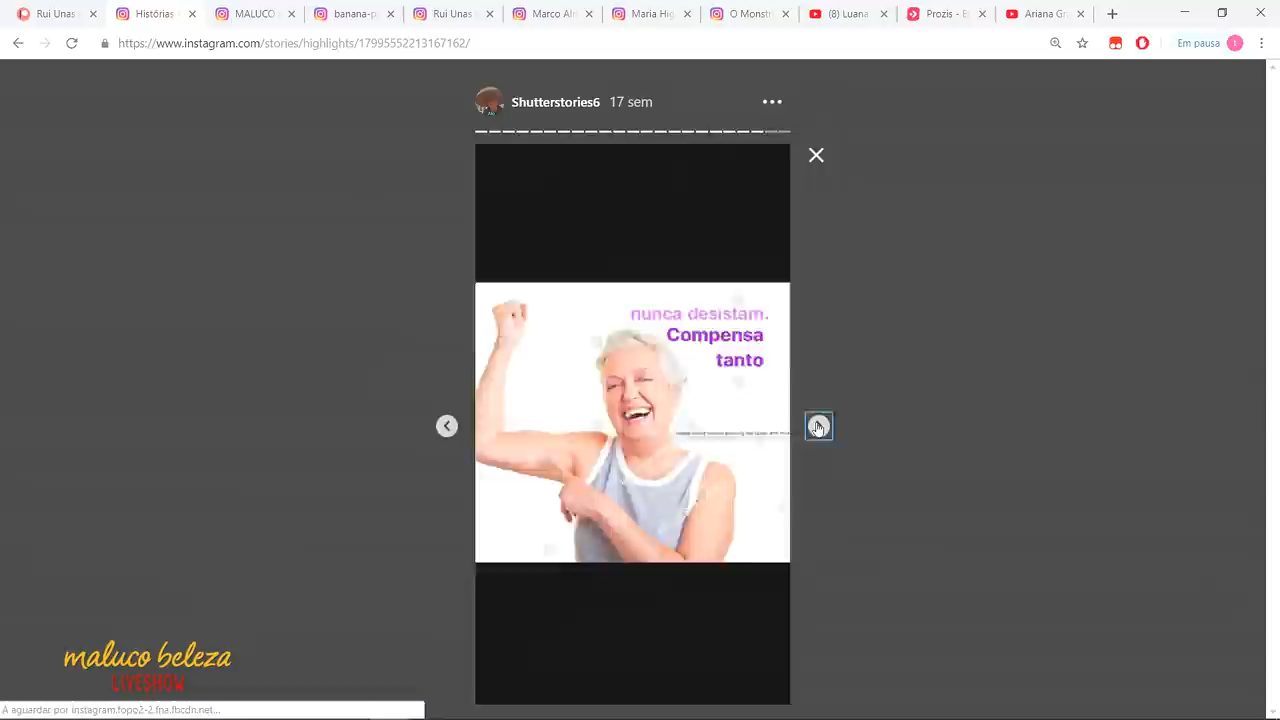 Rui Unas
Histórias
MALUCO
banana-p
Rui Unas
Marco Al
Maria Hig
O Monstr
(8) Luana
Prozis - E
Ariana Gr
https://www.instagram.com/stories/highlights/17995552213167162/
Em pausa
Shutterstories6 17 sem
nunca desistam.
Compensa
tanto
maluco beleza
LIVESHOW
A aguardar por instagram.fopo2-2.fna.fbcdn.net...